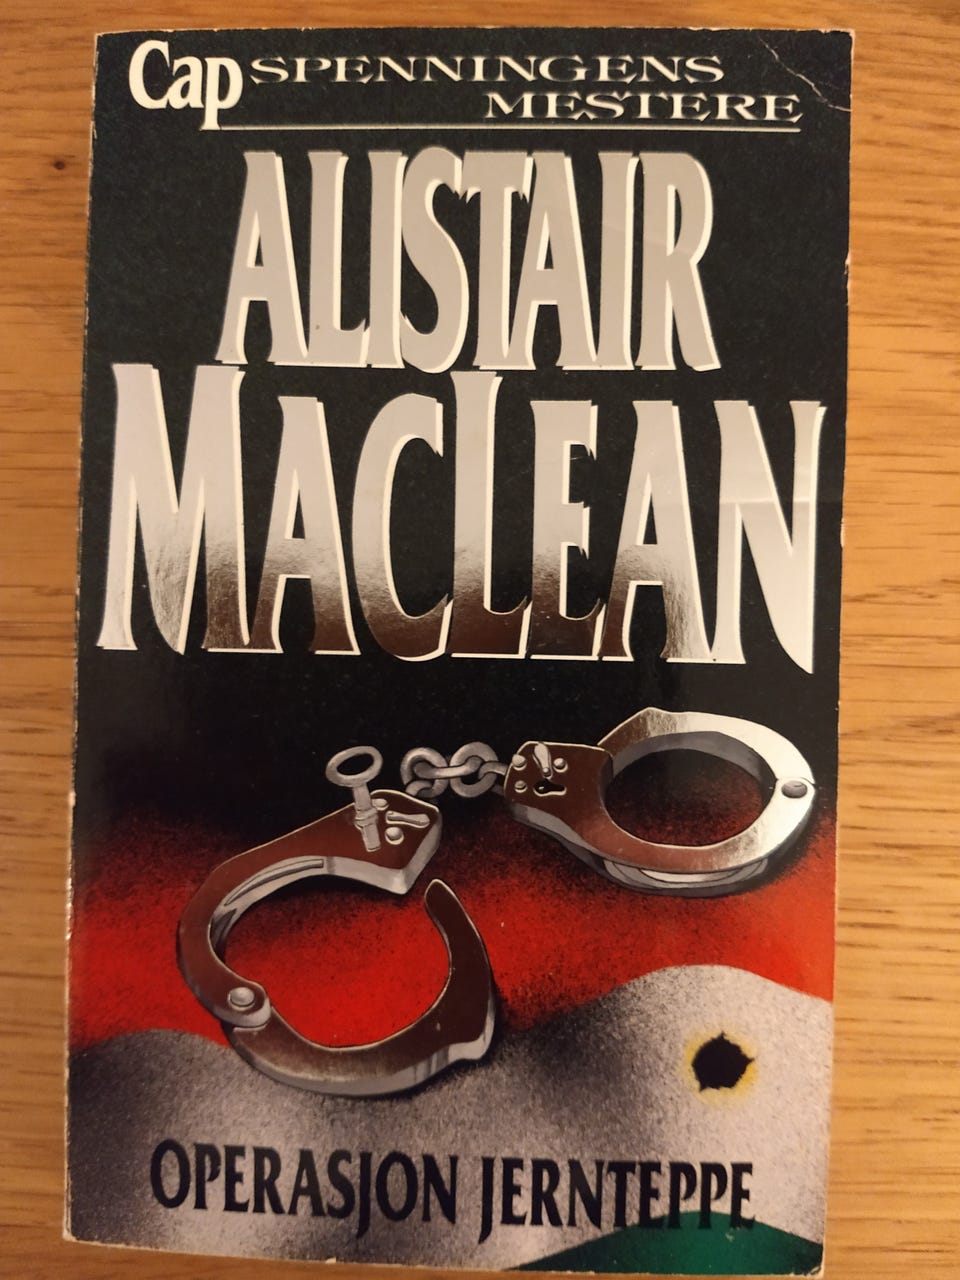 Cap SPENNINGENS
MESTERE
ALISTAIR
MACLEAN
OPERASJON JERNTEPPE